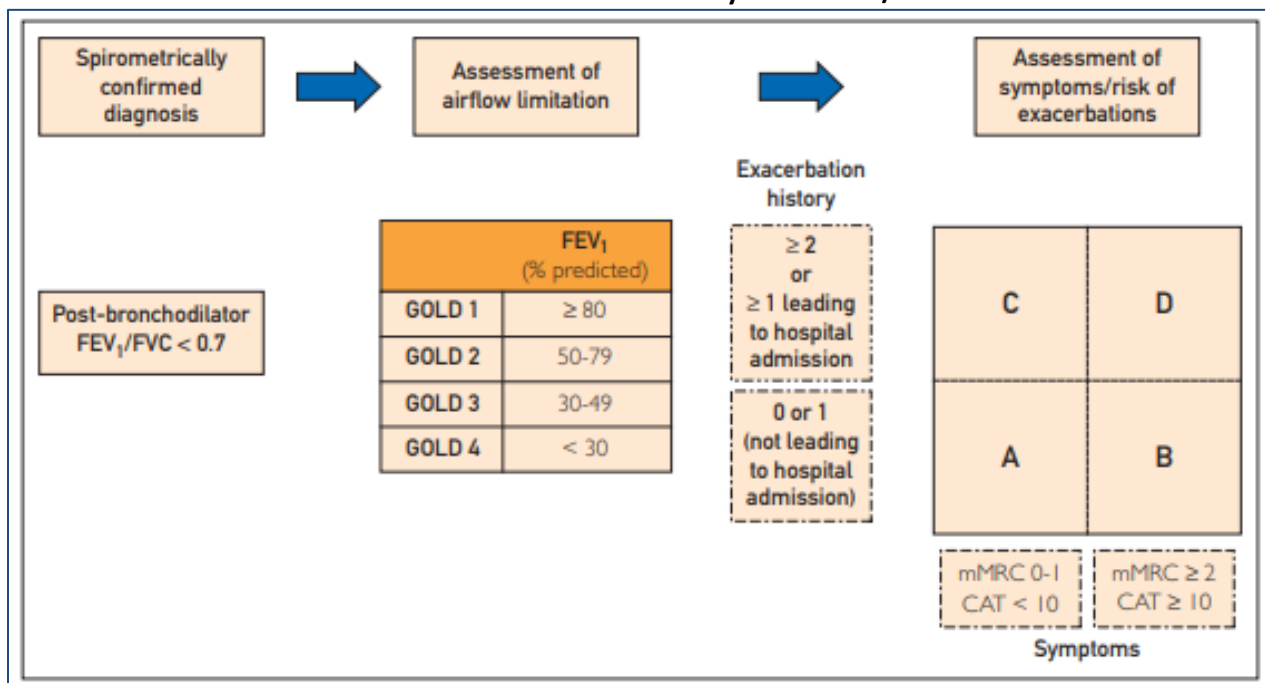 Spirometrically
confirmed
diagnosis
Assessment of
airflow limitation
Assessment of
symptoms/risk of
exacerbations
Post-bronchodilator
FEV₁/FVC < 0.7
FEV₁
(% predicted)
GOLD 1 ≥ 80
GOLD 2 50-79
GOLD 3 30-49
GOLD 4 < 30
Exacerbation
history
≥ 2
or
≥ 1 leading
to hospital
admission
0 or 1
(not leading
to hospital
admission)
C D
A B
mMRC 0-1
CAT < 10
mMRC ≥ 2
CAT ≥ 10
Symptoms